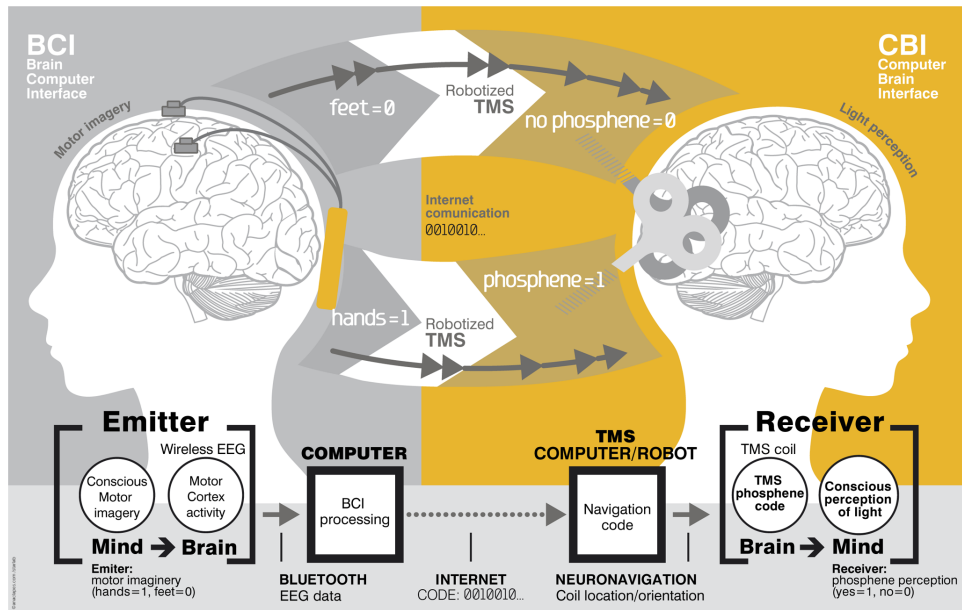 BCI
Brain
Computer
Interface
CBI
Computer
Brain
Interface
Motor imagery
Light perception
feet=0
Robotized
TMS
no phosphene=0
Internet
comunication
0010010...
phosphene=1
hands=1
Robotized
TMS
Emitter
Wireless EEG
Conscious
Motor
imagery
Motor
Cortex
activity
Mind
Brain
Emiter:
motor imaginery
(hands=1, feet=0)
COMPUTER
BCI
processing
BLUETOOTH
EEG data
INTERNET
CODE: 0010010...
TMS
COMPUTER/ROBOT
Navigation
code
NEURONAVIGATION
Coil location/orientation
Receiver
TMS coil
TMS
phosphene
code
Conscious
perception
of light
Brain
Mind
Receiver:
phosphene perception
(yes=1, no=0)